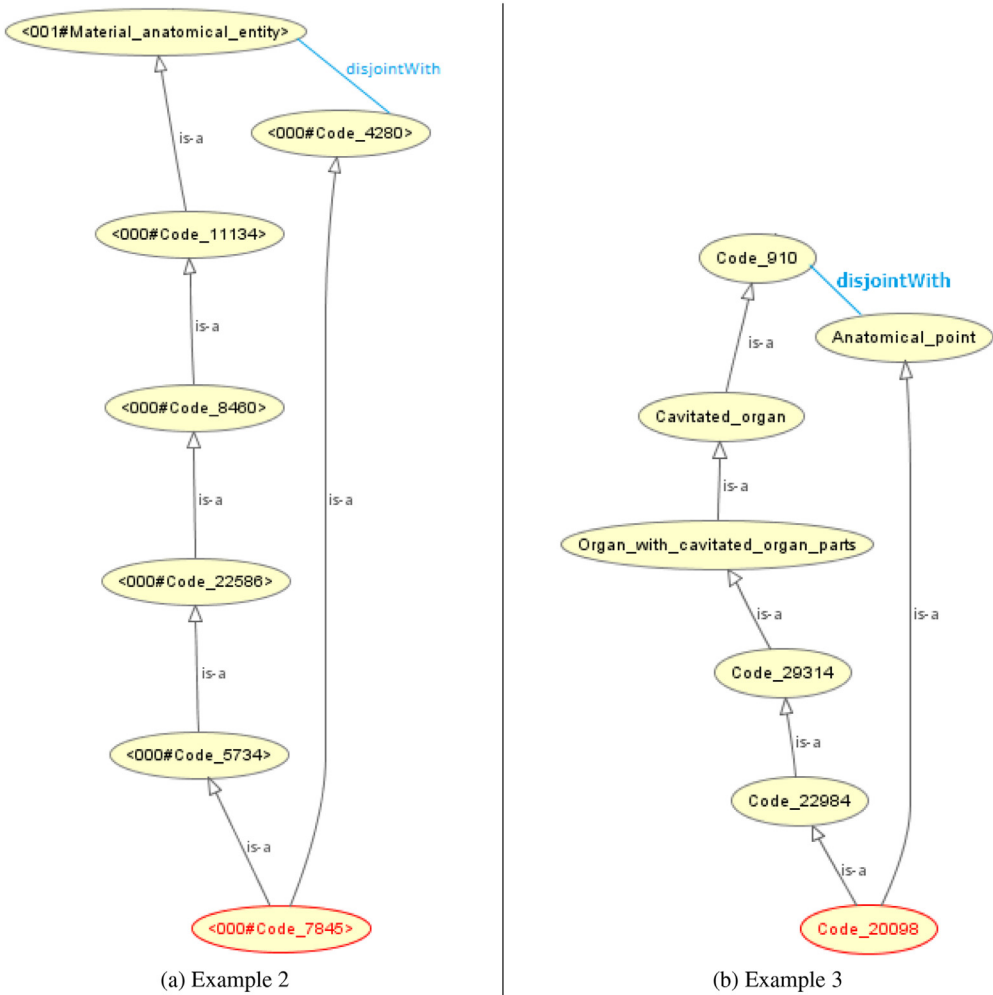 <001#Material_anatomical_entity>
disjointWith
<000#Code_4280>
is-a
<000#Code_11134>
is-a
<000#Code_8460>
is-a
is-a
<000#Code_22586>
is-a
<000#Code_5734>
is-a
<000#Code_7845>
(a) Example 2
Code_910
disjointWith
Anatomical_point
is-a
Cavitated_organ
is-a
Organ_with_cavitated_organ_parts
is-a
is-a
Code_29314
is-a
Code_22984
is-a
Code_20098
(b) Example 3